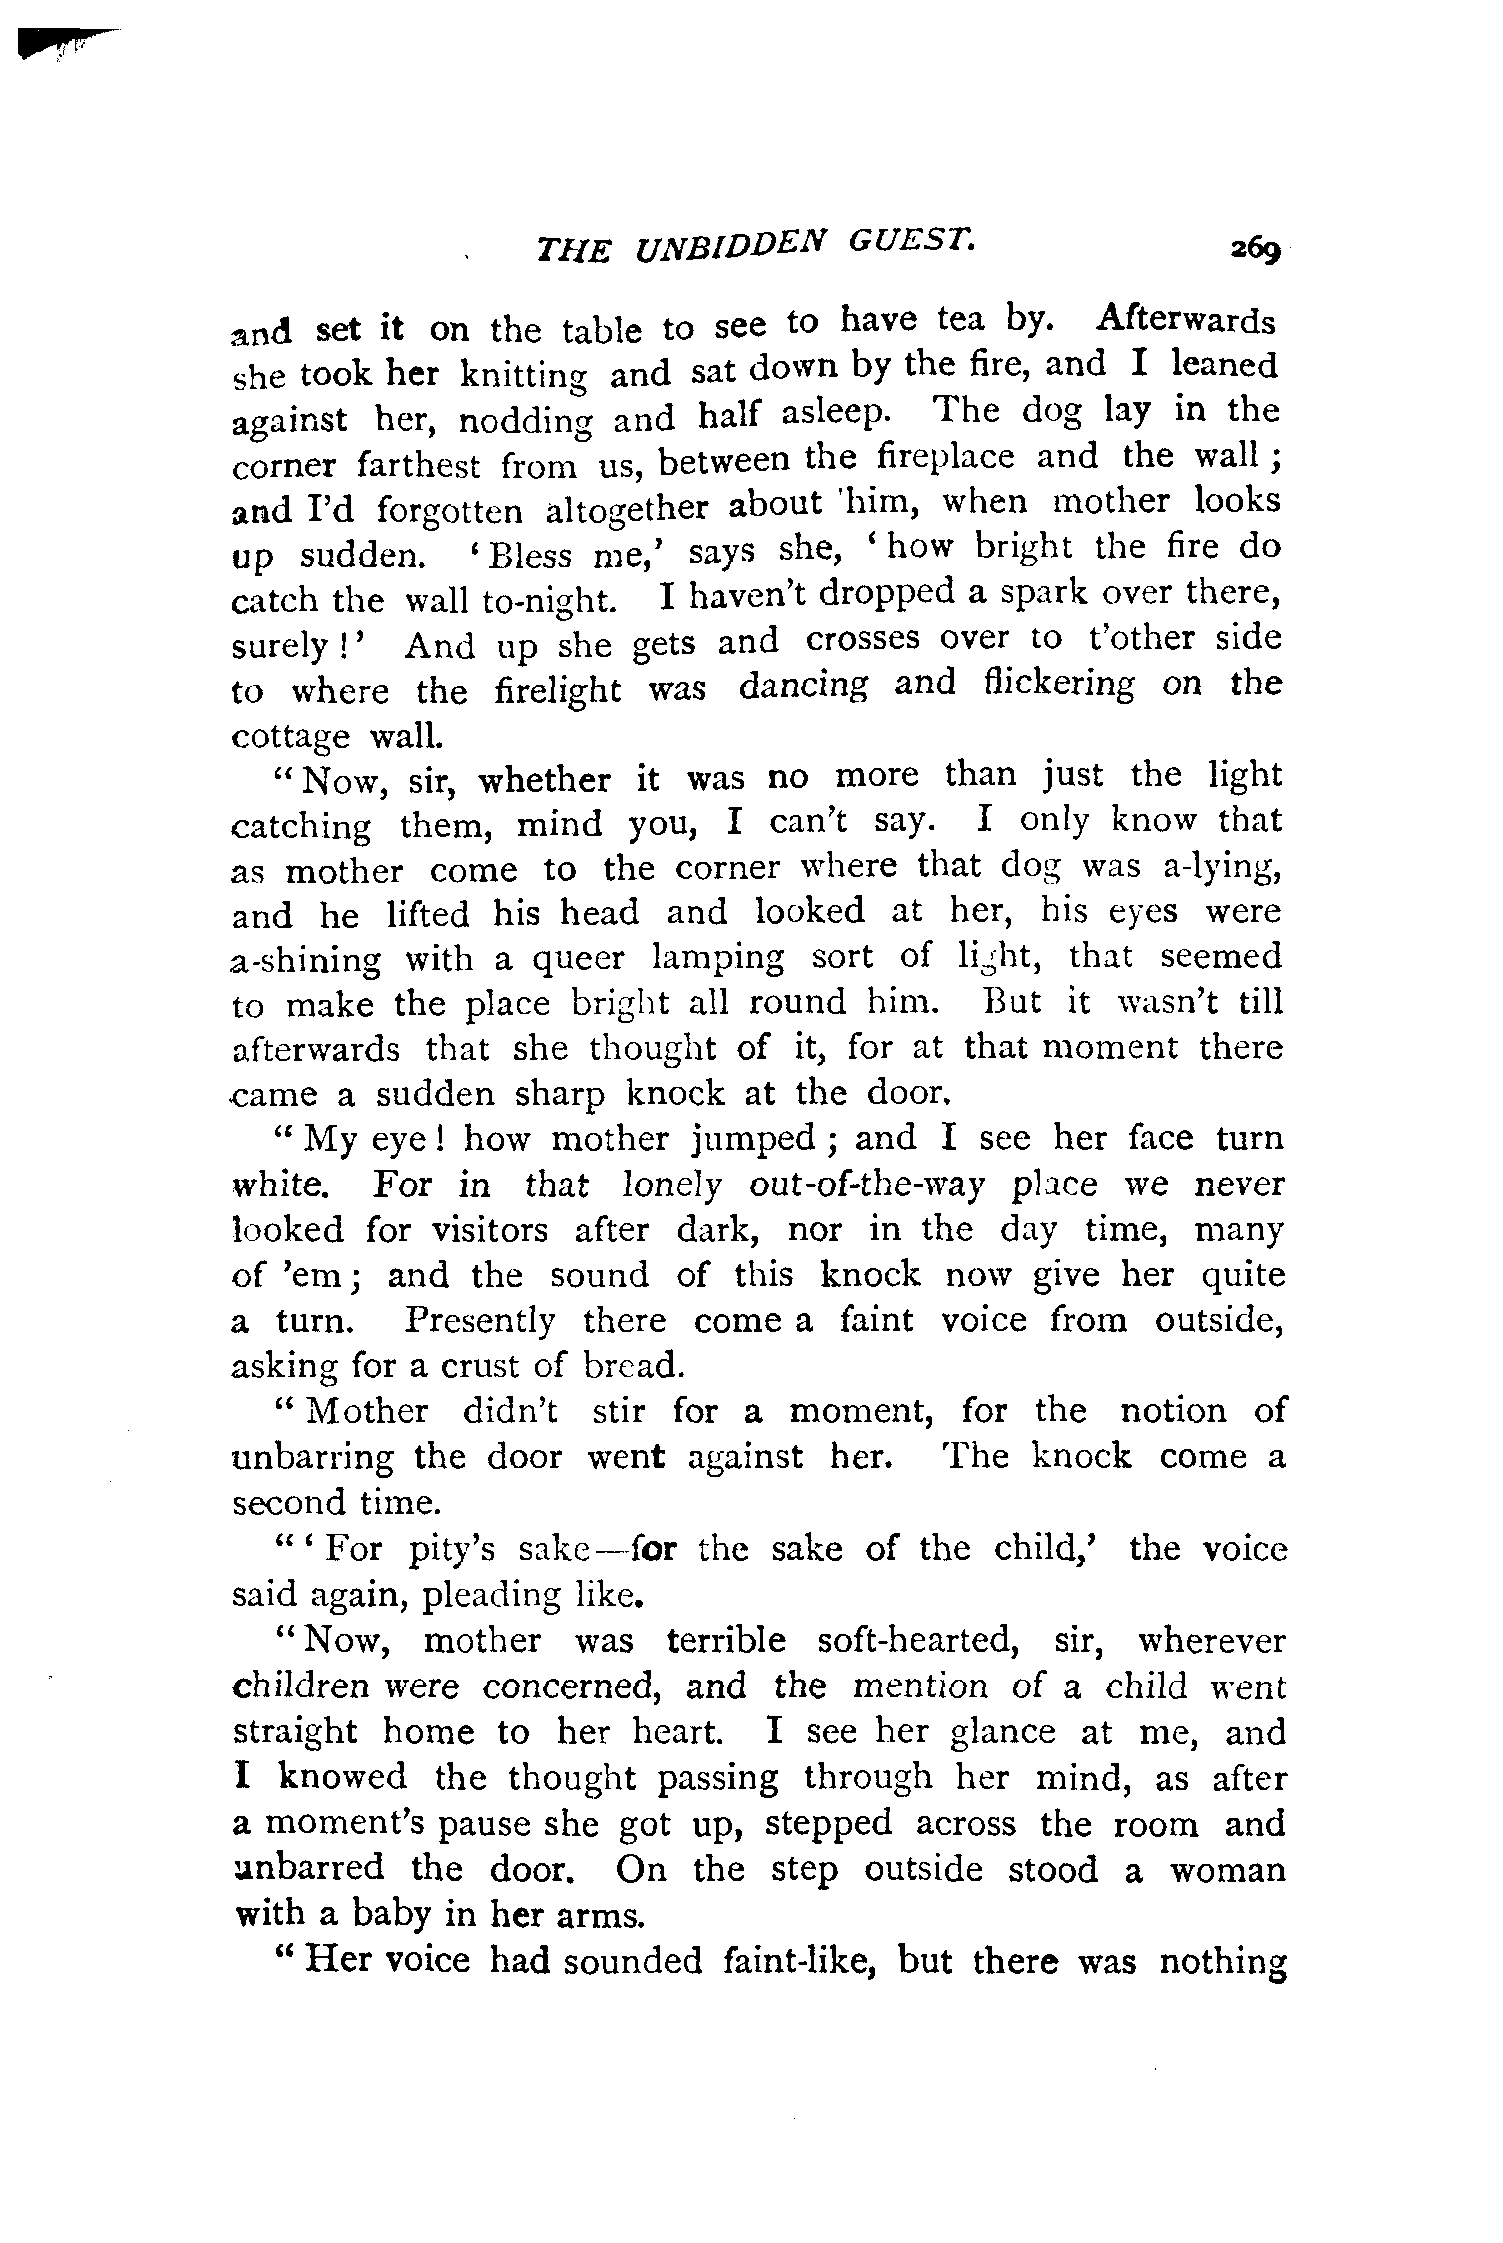 THE UNBIDDEN GUEST. 269
and set it on the table to see to have tea by. Afterwards
she took her knitting and sat down by the fire, and I leaned
against her, nodding and half asleep. The dog lay in the
corner farthest from us, between the fireplace and the wall ;
and I'd forgotten altogether about 'him, when mother looks
up sudden. ‘ Bless me,’ says she, ‘ how bright the fire do
catch the wall to-night. I haven't dropped a spark over there,
surely ! ’ And up she gets and crosses over to t'other side
to where the firelight was dancing and flickering on the
cottage wall.
“ Now, sir, whether it was no more than just the light
catching them, mind you, I can't say. I only know that
as mother come to the corner where that dog was a-lying,
and he lifted his head and looked at her, his eyes were
a-shining with a queer lamping sort of light, that seemed
to make the place bright all round him. But it wasn't till
afterwards that she thought of it, for at that moment there
came a sudden sharp knock at the door.
“ My eye ! how mother jumped ; and I see her face turn
white. For in that lonely out-of-the-way place we never
looked for visitors after dark, nor in the day time, many
of 'em ; and the sound of this knock now give her quite
a turn. Presently there come a faint voice from outside,
asking for a crust of bread.
“ Mother didn't stir for a moment, for the notion of
unbarring the door went against her. The knock come a
second time.
“ ‘ For pity's sake—for the sake of the child,’ the voice
said again, pleading like.
“ Now, mother was terrible soft-hearted, sir, wherever
children were concerned, and the mention of a child went
straight home to her heart. I see her glance at me, and
I knowed the thought passing through her mind, as after
a moment's pause she got up, stepped across the room and
unbarred the door. On the step outside stood a woman
with a baby in her arms.
“ Her voice had sounded faint-like, but there was nothing